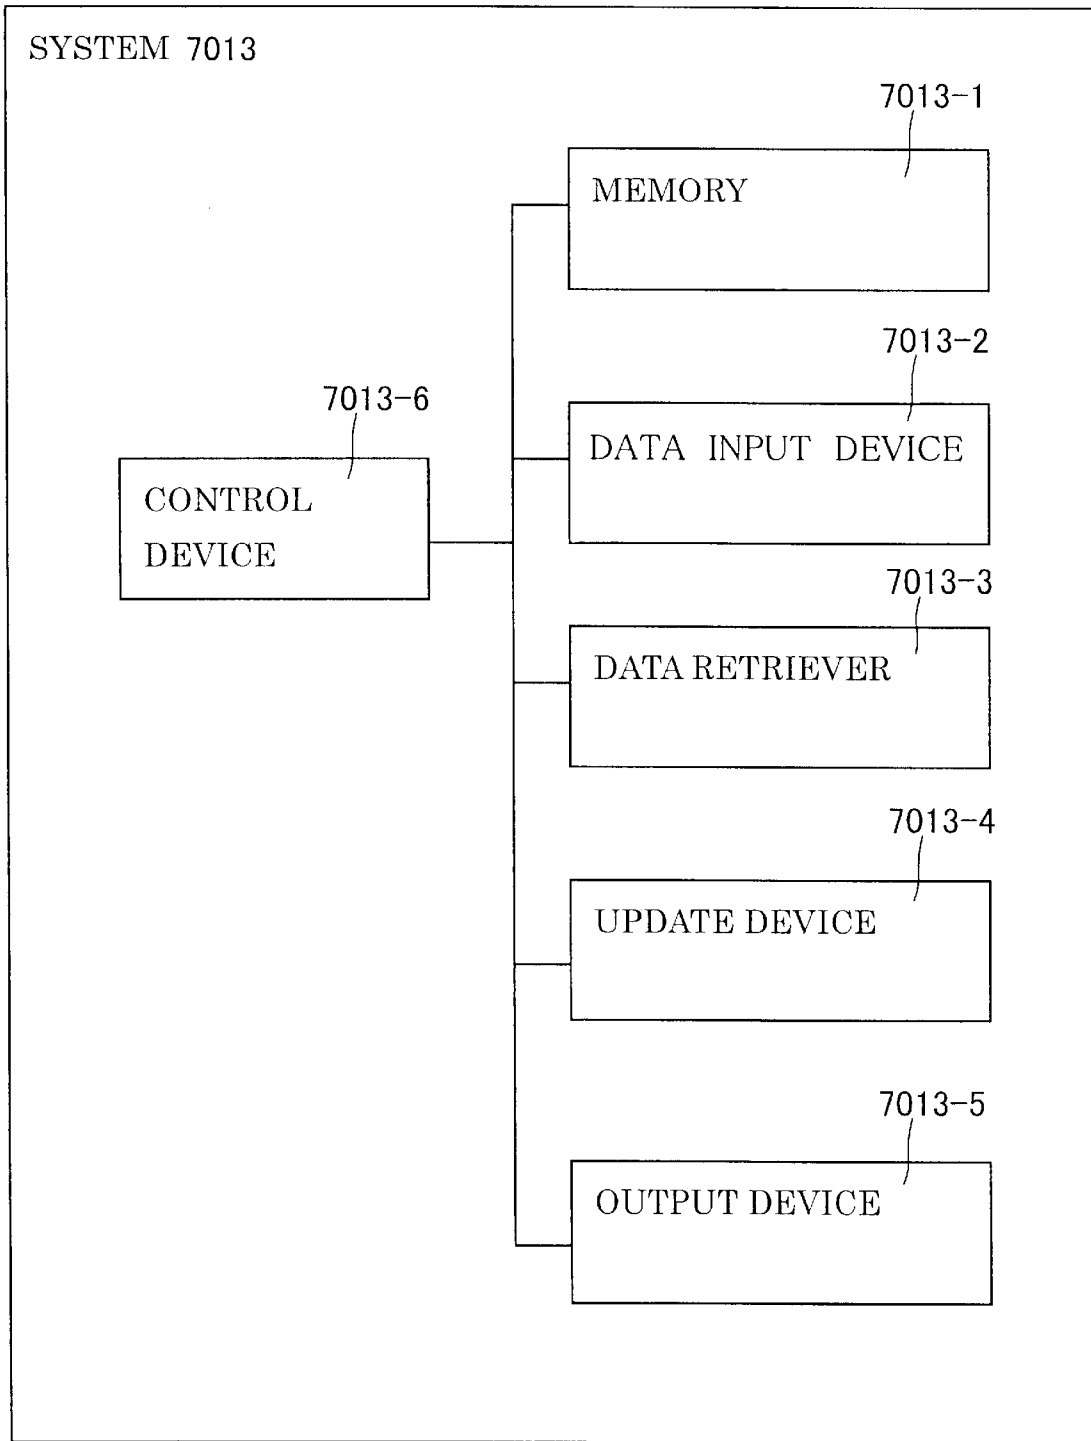 SYSTEM 7013
7013-1
MEMORY
7013-2
DATA INPUT DEVICE
7013-6
CONTROL
DEVICE
7013-3
DATA RETRIEVER
7013-4
UPDATE DEVICE
7013-5
OUTPUT DEVICE